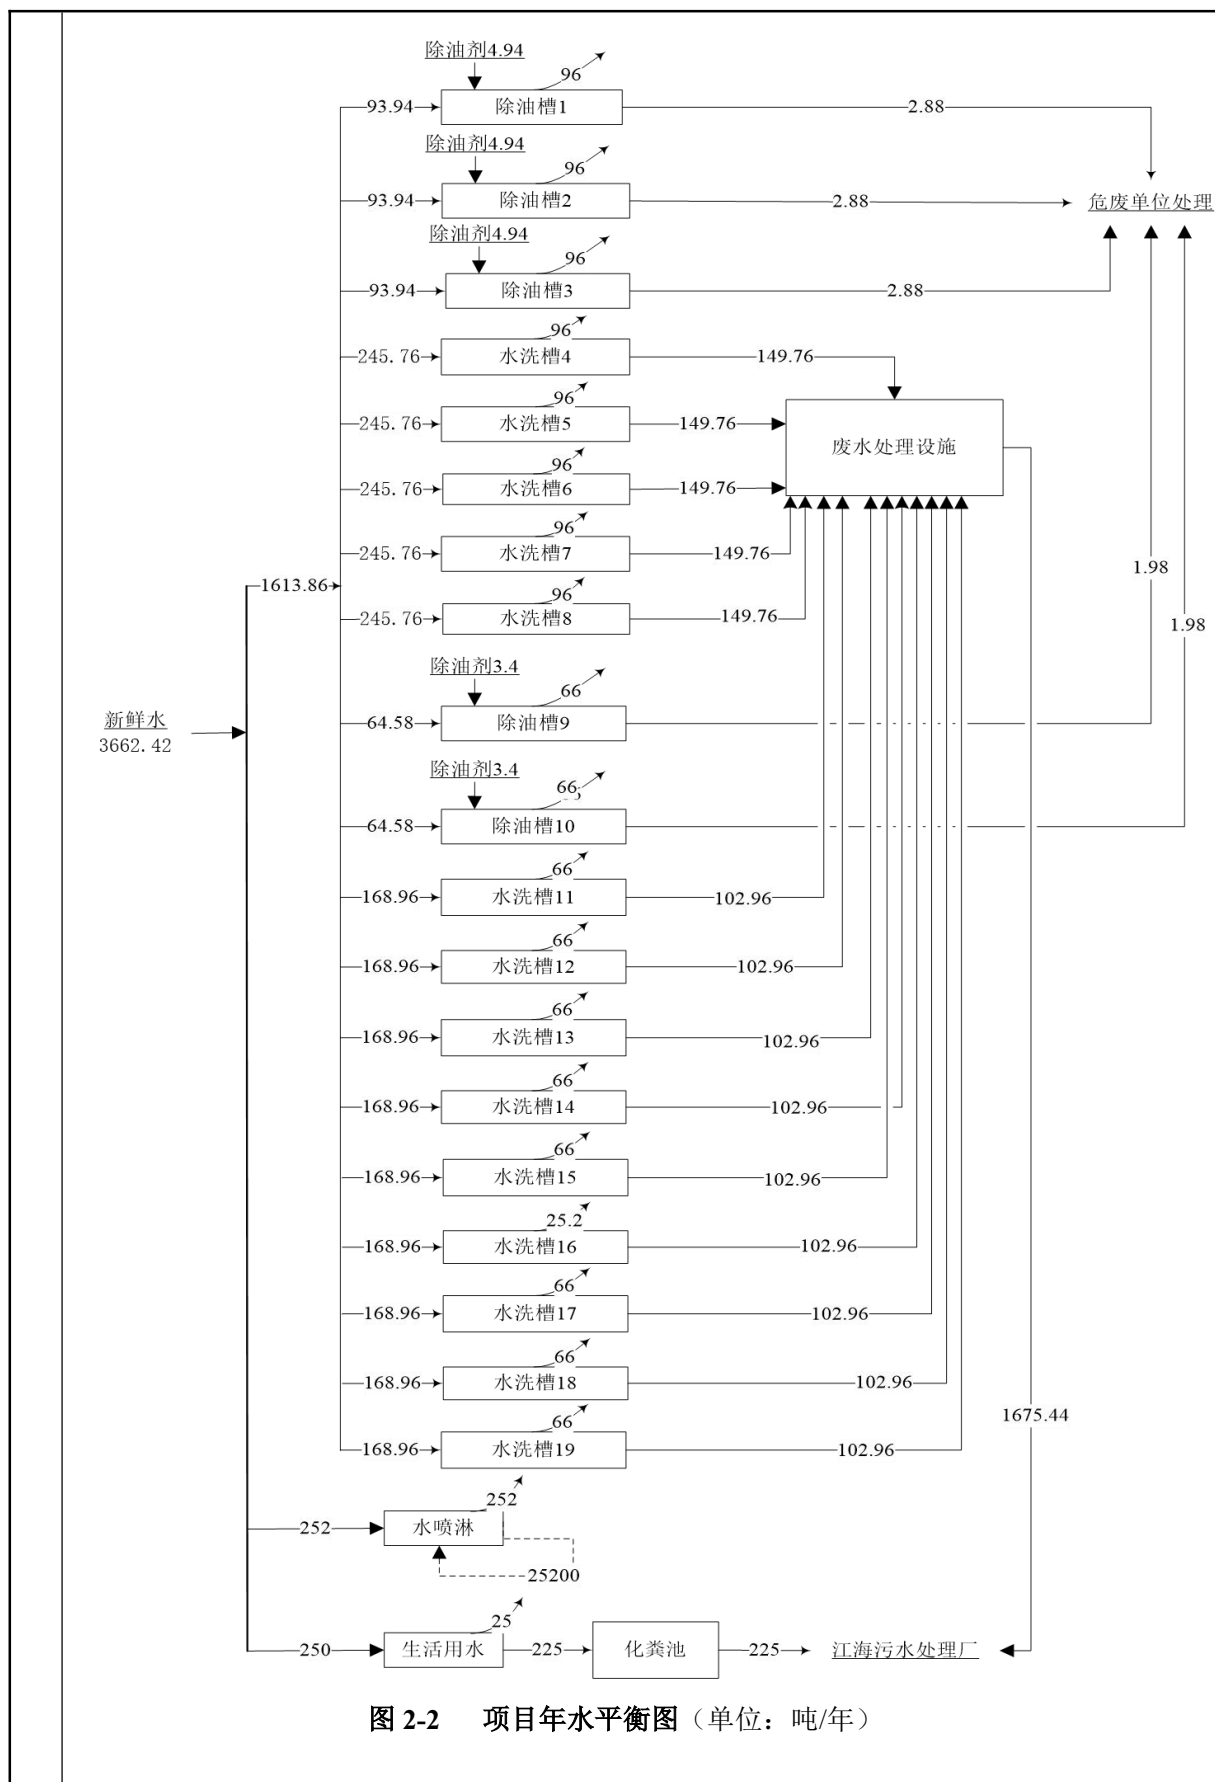 除油剂4.94
96
93.94
除油槽1
2.88
除油剂4.94
96
93.94
除油槽2
2.88
危废单位处理
除油剂4.94
96
93.94
除油槽3
2.88
96
245.76
水洗槽4
149.76
96
245.76
水洗槽5
149.76
废水处理设施
96
245.76
水洗槽6
149.76
96
245.76
水洗槽7
149.76
1.98
1613.86
96
245.76
水洗槽8
149.76
1.98
除油剂3.4
66
新鲜水
3662.42
64.58
除油槽9
除油剂3.4
66
64.58
除油槽10
66
168.96
水洗槽11
102.96
66
168.96
水洗槽12
102.96
66
168.96
水洗槽13
102.96
66
168.96
水洗槽14
102.96
66
168.96
水洗槽15
102.96
25.2
168.96
水洗槽16
102.96
66
168.96
水洗槽17
102.96
66
168.96
水洗槽18
102.96
1675.44
66
168.96
水洗槽19
102.96
252
252
水喷淋
25200
25
250
生活用水
225
化粪池
225
江海污水处理厂
图 2-2 项目年水平衡图（单位：吨/年）